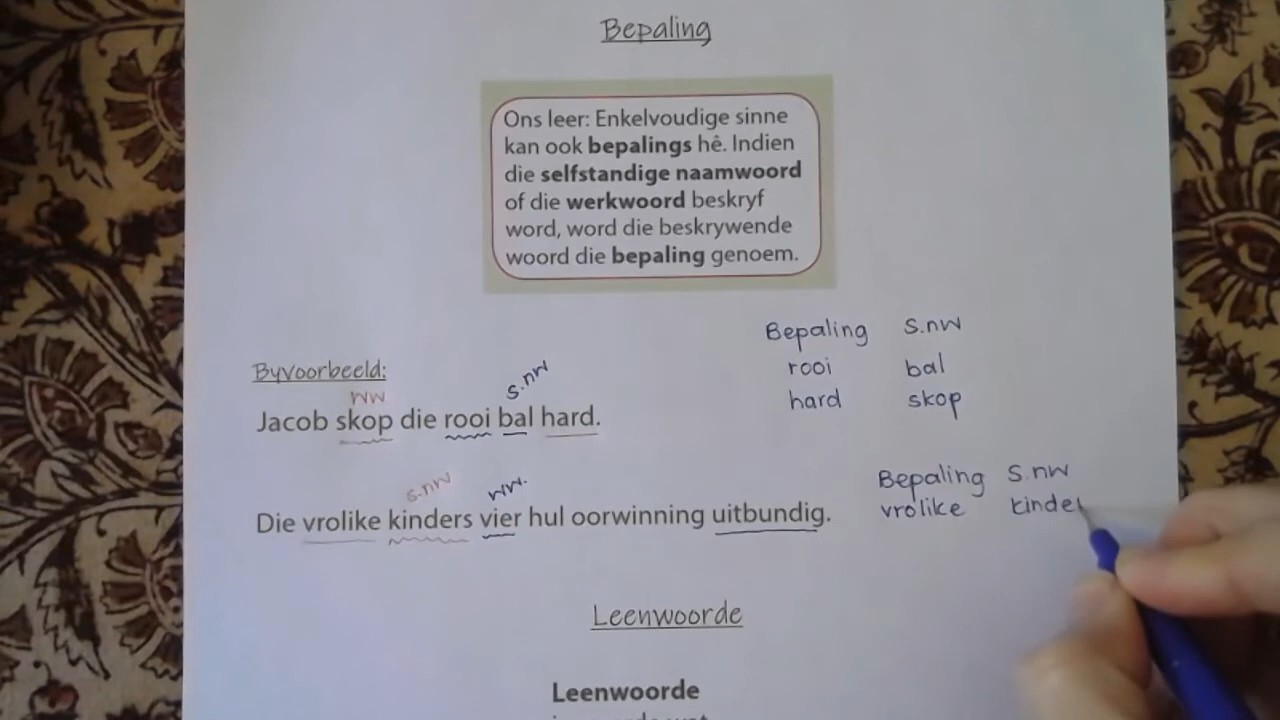 Bepaling
Ons leer: Enkelvoudige sinne
kan ook bepalings hê. Indien
die selfstandige naamwoord
of die werkwoord beskryf
word, word die beskrywende
woord die bepaling genoem.
Bepaling s.nw
rooi bal
hard skop
Byvoorbeeld:
ww s.nw
Jacob skop die rooi bal hard.
s.nw ww.
Die vrolike kinders vier hul oorwinning uitbundig.
Bepaling s.nw
vrolike kinder
Leenwoorde
Leenwoorde